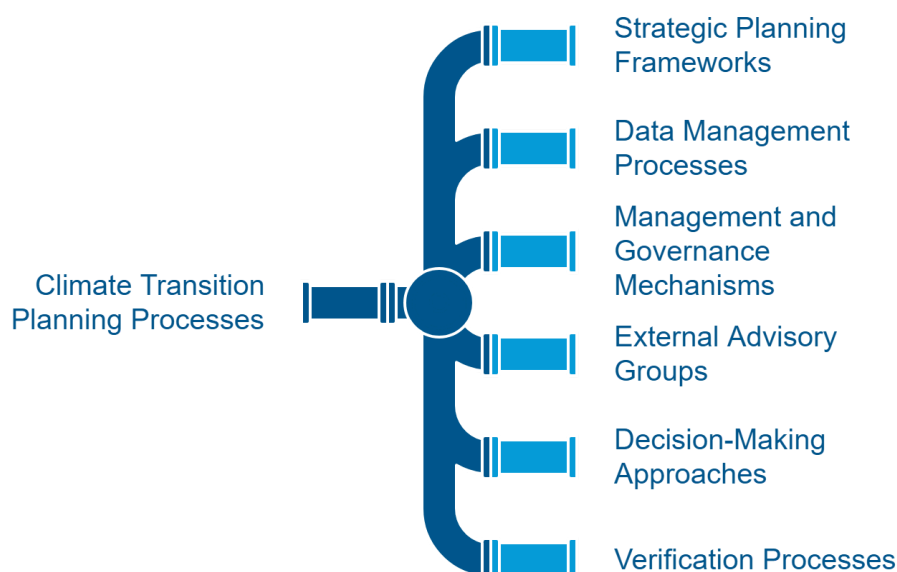 Strategic Planning
Frameworks
Data Management
Processes
Management and
Governance
Mechanisms
Climate Transition
Planning Processes
External Advisory
Groups
Decision-Making
Approaches
Verification Processes